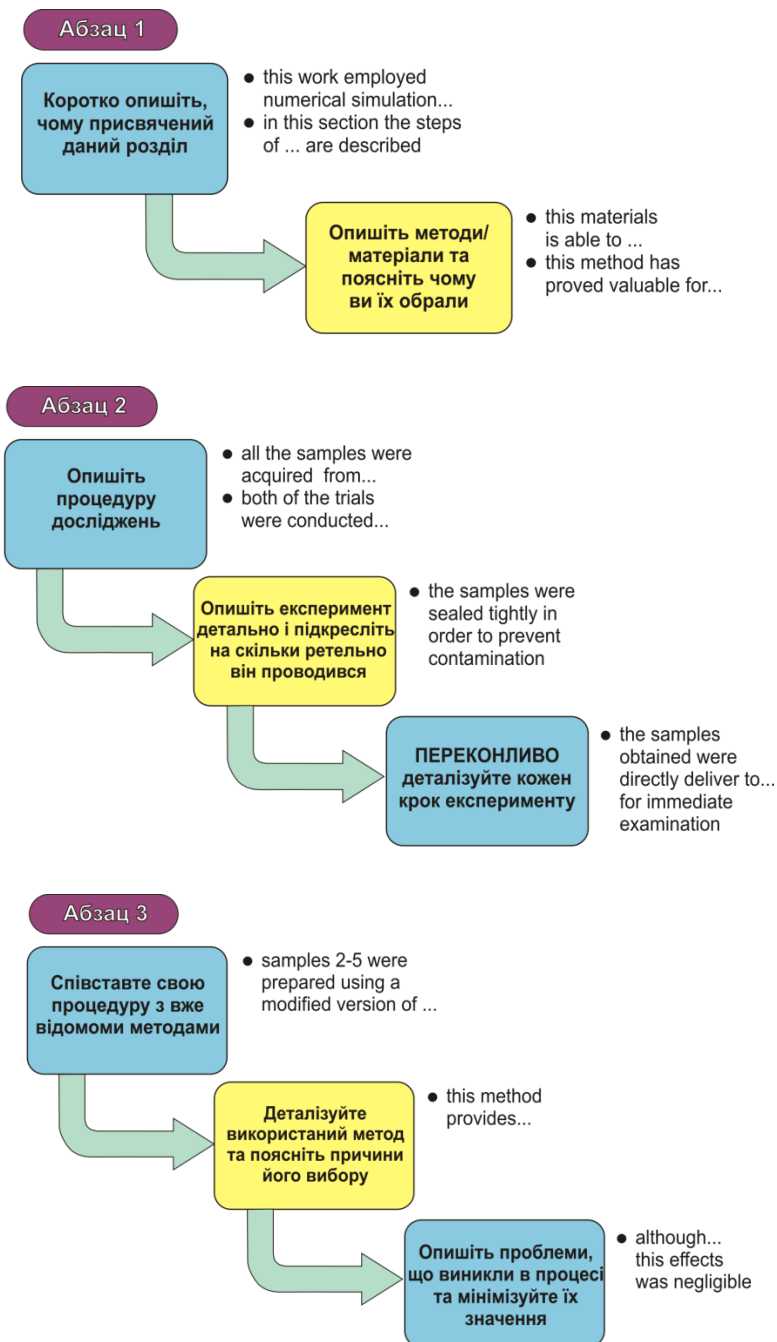 Абзац 1
Коротко опишіть,
чому присвячений
даний розділ
● this work employed
numerical simulation...
● in this section the steps
of ... are described
Опишіть методи/
матеріали та
поясніть чому
ви їх обрали
● this materials
is able to ...
● this method has
proved valuable for...
Абзац 2
Опишіть
процедуру
досліджень
● all the samples were
acquired from...
● both of the trials
were conducted...
Опишіть експеримент
детально і підкресліть
на скільки ретельно
він проводився
● the samples were
sealed tightly in
order to prevent
contamination
ПЕРЕКОНЛИВО
деталізуйте кожен
крок експерименту
● the samples
obtained were
directly deliver to...
for immediate
examination
Абзац 3
Співставте свою
процедуру з вже
відомоми методами
● samples 2-5 were
prepared using a
modified version of ...
Деталізуйте
використаний метод
та поясніть причини
його вибору
● this method
provides...
Опишіть проблеми,
що виникли в процесі
та мінімізуйте їх
значення
● although...
this effects
was negligible